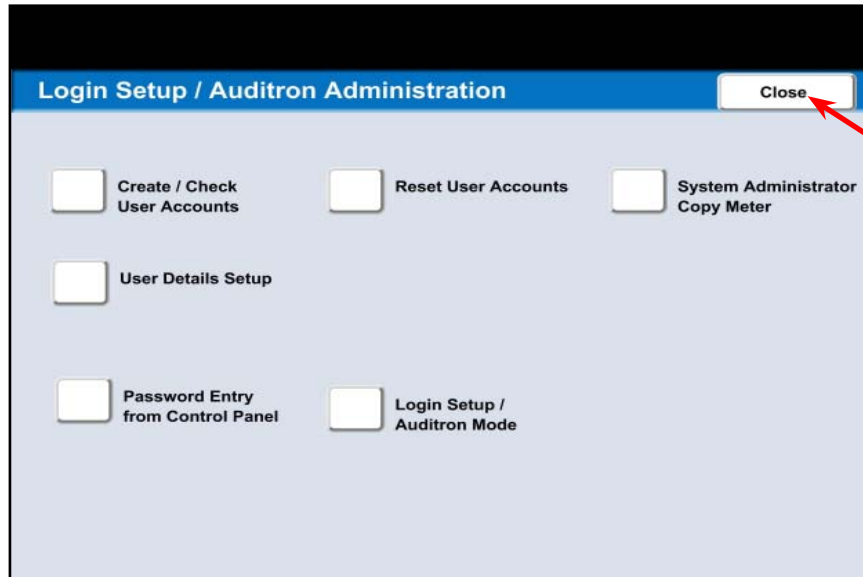 Login Setup / Auditron Administration
Close
Create / Check
User Accounts
Reset User Accounts
System Administrator
Copy Meter
User Details Setup
Password Entry
from Control Panel
Login Setup /
Auditron Mode